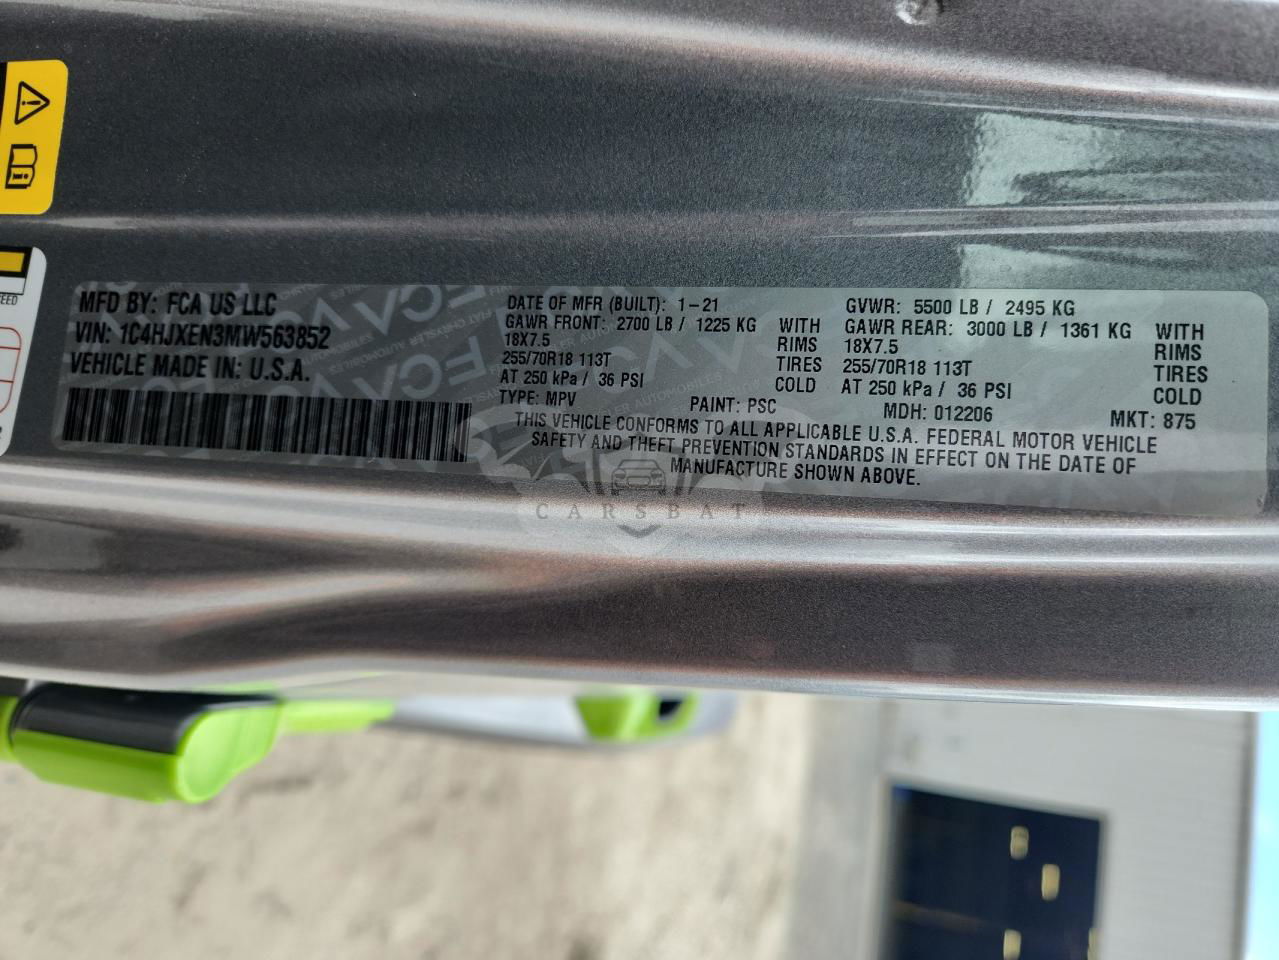 MFD BY: FCA US LLC
VIN: 1C4HJXEN3MW563852
VEHICLE MADE IN: U.S.A.
DATE OF MFR (BUILT): 1-21
GAWR FRONT: 2700 LB / 1225 KG WITH
18X7.5 RIMS
255/70R18 113T TIRES
AT 250 kPa / 36 PSI COLD
GVWR: 5500 LB / 2495 KG
GAWR REAR: 3000 LB / 1361 KG WITH
18X7.5 RIMS
255/70R18 113T TIRES
AT 250 kPa / 36 PSI COLD
TYPE: MPV PAINT: PSC MDH: 012206 MKT: 875
THIS VEHICLE CONFORMS TO ALL APPLICABLE U.S.A. FEDERAL MOTOR VEHICLE
SAFETY AND THEFT PREVENTION STANDARDS IN EFFECT ON THE DATE OF
MANUFACTURE SHOWN ABOVE.
CARSBAT